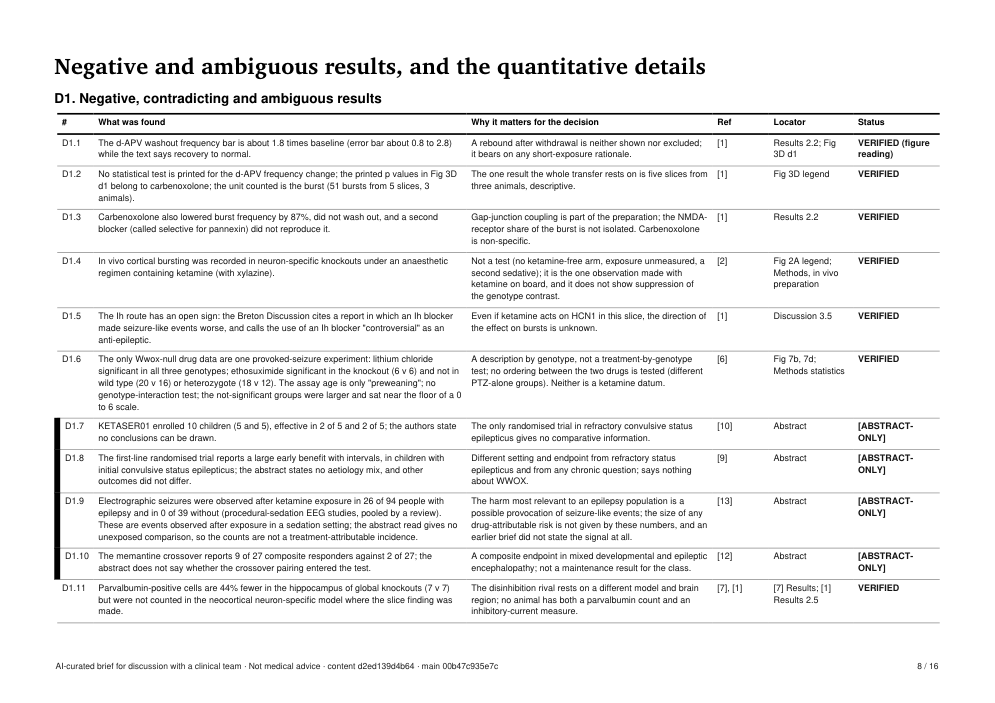 Negative and ambiguous results, and the quantitative details
D1. Negative, contradicting and ambiguous results
# What was found Why it matters for the decision Ref Locator Status
D1.1 The d-APV washout frequency bar is about 1.8 times baseline (error bar about 0.8 to 2.8) A rebound after withdrawal is neither shown nor excluded; [1] Results 2.2; Fig VERIFIED (figure
while the text says recovery to normal. it bears on any short-exposure rationale. 3D d1 reading)
D1.2 No statistical test is printed for the d-APV frequency change; the printed p values in Fig 3D The one result the whole transfer rests on is five slices from [1] Fig 3D legend VERIFIED
d1 belong to carbenoxolone; the unit counted is the burst (51 bursts from 5 slices, 3 three animals, descriptive.
animals).
D1.3 Carbenoxolone also lowered burst frequency by 87%, did not wash out, and a second Gap-junction coupling is part of the preparation; the NMDA- [1] Results 2.2 VERIFIED
blocker (called selective for pannexin) did not reproduce it. receptor share of the burst is not isolated. Carbenoxolone
is non-specific.
D1.4 In vivo cortical bursting was recorded in neuron-specific knockouts under an anaesthetic Not a test (no ketamine-free arm, exposure unmeasured, a [2] Fig 2A legend; VERIFIED
regimen containing ketamine (with xylazine). second sedative); it is the one observation made with Methods, in vivo
ketamine on board, and it does not show suppression of preparation
the genotype contrast.
D1.5 The Ih route has an open sign: the Breton Discussion cites a report in which an Ih blocker Even if ketamine acts on HCN1 in this slice, the direction of [1] Discussion 3.5 VERIFIED
made seizure-like events worse, and calls the use of an Ih blocker "controversial" as an the effect on bursts is unknown.
anti-epileptic.
D1.6 The only Wwox-null drug data are one provoked-seizure experiment: lithium chloride A description by genotype, not a treatment-by-genotype [6] Fig 7b, 7d; VERIFIED
significant in all three genotypes; ethosuximide significant in the knockout (6 v 6) and not in test; no ordering between the two drugs is tested (different Methods statistics
wild type (20 v 16) or heterozygote (18 v 12). The assay age is only "preweaning"; no PTZ-alone groups). Neither is a ketamine datum.
genotype-interaction test; the not-significant groups were larger and sat near the floor of a 0
to 6 scale.
D1.7 KETASER01 enrolled 10 children (5 and 5), effective in 2 of 5 and 2 of 5; the authors state The only randomised trial in refractory convulsive status [10] Abstract [ABSTRACT-
no conclusions can be drawn. epilepticus gives no comparative information. ONLY]
D1.8 The first-line randomised trial reports a large early benefit with intervals, in children with Different setting and endpoint from refractory status [9] Abstract [ABSTRACT-
initial convulsive status epilepticus; the abstract states no aetiology mix, and other epilepticus and from any chronic question; says nothing ONLY]
outcomes did not differ. about WWOX.
D1.9 Electrographic seizures were observed after ketamine exposure in 26 of 94 people with The harm most relevant to an epilepsy population is a [13] Abstract [ABSTRACT-
epilepsy and in 0 of 39 without (procedural-sedation EEG studies, pooled by a review). possible provocation of seizure-like events; the size of any ONLY]
These are events observed after exposure in a sedation setting; the abstract read gives no drug-attributable risk is not given by these numbers, and an
unexposed comparison, so the counts are not a treatment-attributable incidence. earlier brief did not state the signal at all.
D1.10 The memantine crossover reports 9 of 27 composite responders against 2 of 27; the A composite endpoint in mixed developmental and epileptic [12] Abstract [ABSTRACT-
abstract does not say whether the crossover pairing entered the test. encephalopathy; not a maintenance result for the class. ONLY]
D1.11 Parvalbumin-positive cells are 44% fewer in the hippocampus of global knockouts (7 v 7) The disinhibition rival rests on a different model and brain [7], [1] [7] Results; [1] VERIFIED
but were not counted in the neocortical neuron-specific model where the slice finding was region; no animal has both a parvalbumin count and an Results 2.5
made. inhibitory-current measure.
AI-curated brief for discussion with a clinical team · Not medical advice · content d2ed139d4b64 · main 00b47c935e7c 8 / 16